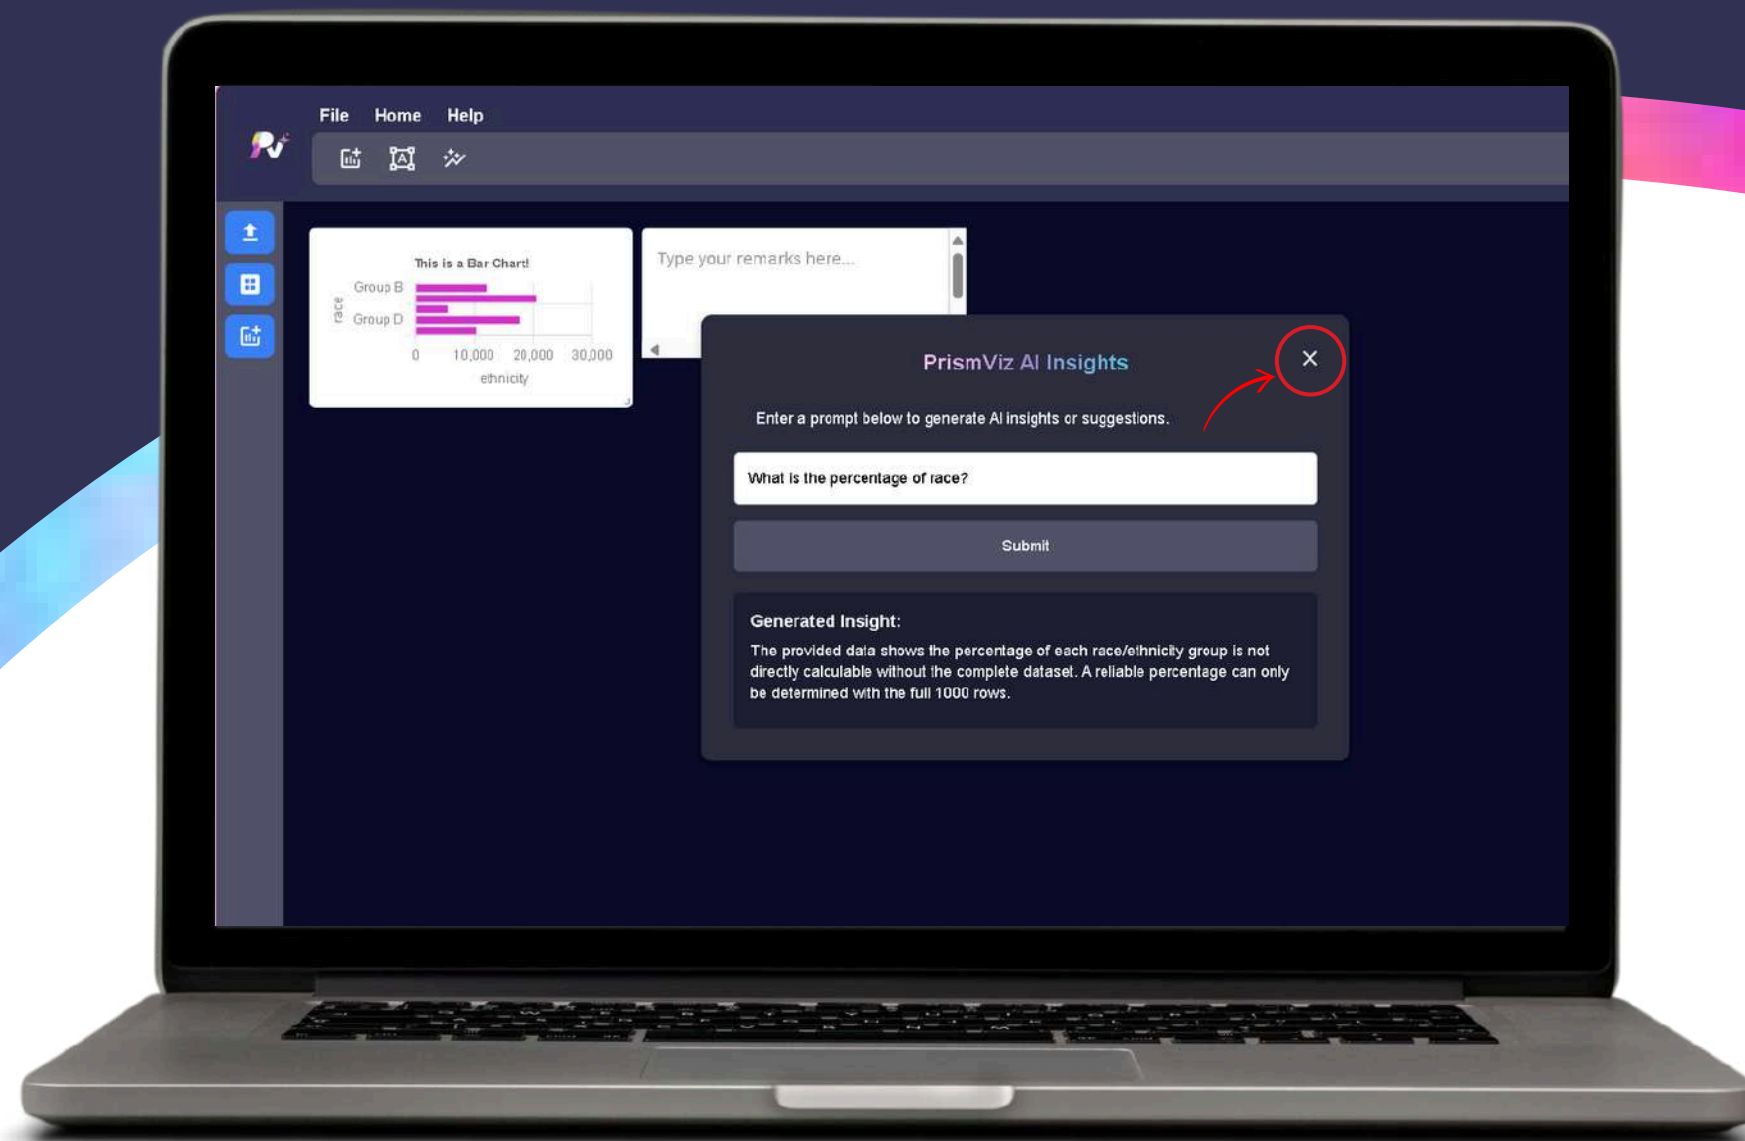 File Home Help
This is a Bar Chart!
race
Group B
Group D
0 10,000 20,000 30,000
ethnicity
Type your remarks here...
PrismViz AI Insights
Enter a prompt below to generate AI insights or suggestions.
What is the percentage of race?
Submit
Generated Insight:
The provided data shows the percentage of each race/ethnicity group is not
directly calculable without the complete dataset. A reliable percentage can only
be determined with the full 1000 rows.